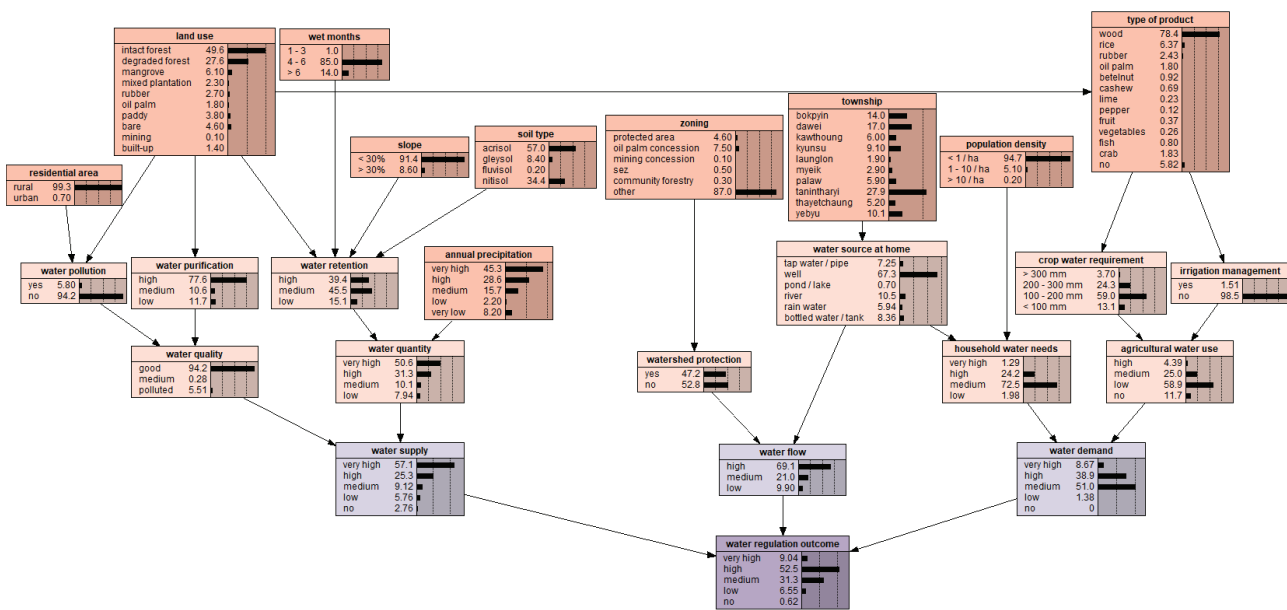 land use
intact forest 49.6
degraded forest 27.6
mangrove 6.10
mixed plantation 2.30
rubber 2.70
oil palm 1.80
paddy 3.80
bare 4.60
mining 0.10
built-up 1.40
wet months
1 - 3 1.0
4 - 6 85.0
> 6 14.0
type of product
wood 78.4
rice 6.37
rubber 2.43
oil palm 1.80
betelnut 0.92
cashew 0.69
lime 0.23
pepper 0.12
fruit 0.37
vegetables 0.26
fish 0.80
crab 1.83
no 5.82
residential area
rural 99.3
urban 0.70
slope
< 30% 91.4
> 30% 8.60
soil type
acrisol 57.0
gleysol 8.40
fluvisol 0.20
nitisol 34.4
zoning
protected area 4.60
oil palm concession 7.50
mining concession 0.10
sez 0.50
community forestry 0.30
other 87.0
township
bokpyin 14.0
dawei 17.0
kawthoung 6.00
kyunsu 9.10
launglon 1.90
myeik 2.90
palaw 5.90
tanintharyi 27.9
thayetchaung 5.20
yebyu 10.1
population density
< 1 / ha 94.7
1 - 10 / ha 5.10
> 10 / ha 0.20
water pollution
yes 5.80
no 94.2
water purification
high 77.6
medium 10.6
low 11.7
water retention
high 39.4
medium 45.5
low 15.1
annual precipitation
very high 45.3
high 28.6
medium 15.7
low 2.20
very low 8.20
water source at home
tap water / pipe 7.25
well 67.3
pond / lake 0.70
river 10.5
rain water 5.94
bottled water / tank 8.36
crop water requirement
> 300 mm 3.70
200 - 300 mm 24.3
100 - 200 mm 59.0
< 100 mm 13.1
irrigation management
yes 1.51
no 98.5
water quality
good 94.2
medium 0.28
polluted 5.51
water quantity
very high 50.6
high 31.3
medium 10.1
low 7.94
watershed protection
yes 47.2
no 52.8
household water needs
very high 1.29
high 24.2
medium 72.5
low 1.98
agricultural water use
high 4.39
medium 25.0
low 58.9
no 11.7
water supply
very high 57.1
high 25.3
medium 9.12
low 5.76
no 2.76
water flow
high 69.1
medium 21.0
low 9.90
water demand
very high 8.67
high 38.9
medium 51.0
low 1.38
no 0
water regulation outcome
very high 9.04
high 52.5
medium 31.3
low 6.55
no 0.62